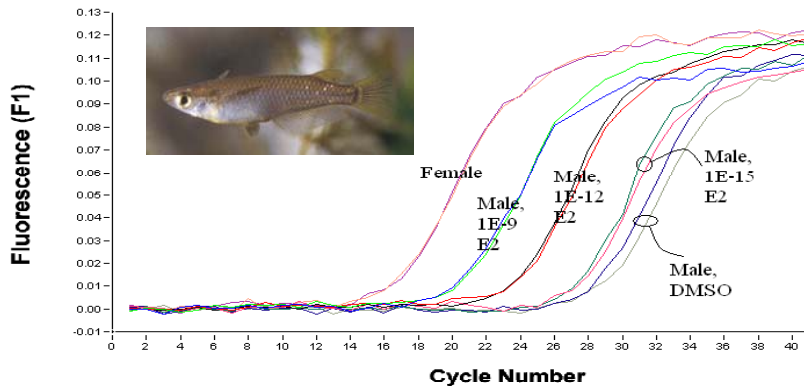 0.13
0.12
0.11
0.10
0.09
0.08
0.07
0.06
0.05
0.04
0.03
0.02
0.01
0.00
-0.01
Fluorescence (F1)
Female
Male,
1E-9
E2
Male,
1E-12
E2
Male,
1E-15
E2
Male,
DMSO
0 2 4 6 8 10 12 14 16 18 20 22 24 26 28 30 32 34 36 38 40
Cycle Number